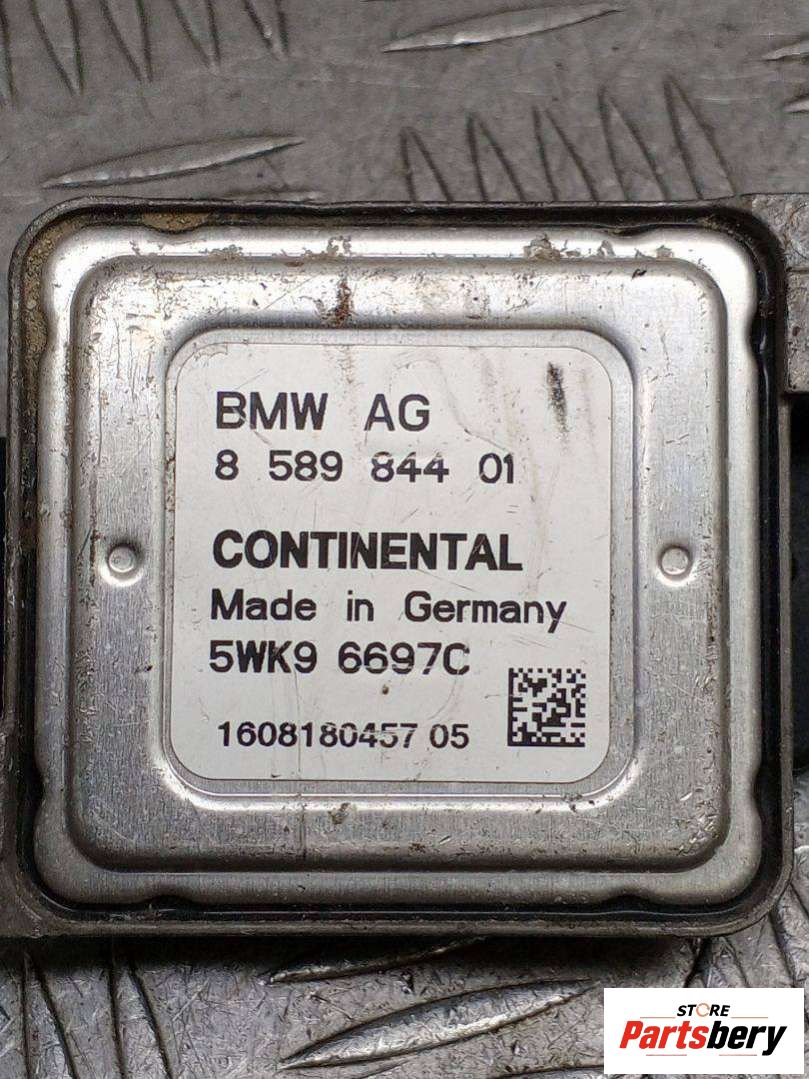 BMW AG
8 589 844 01
CONTINENTAL
Made in Germany
5WK9 6697C
1608180457 05
STORE
Partsbery